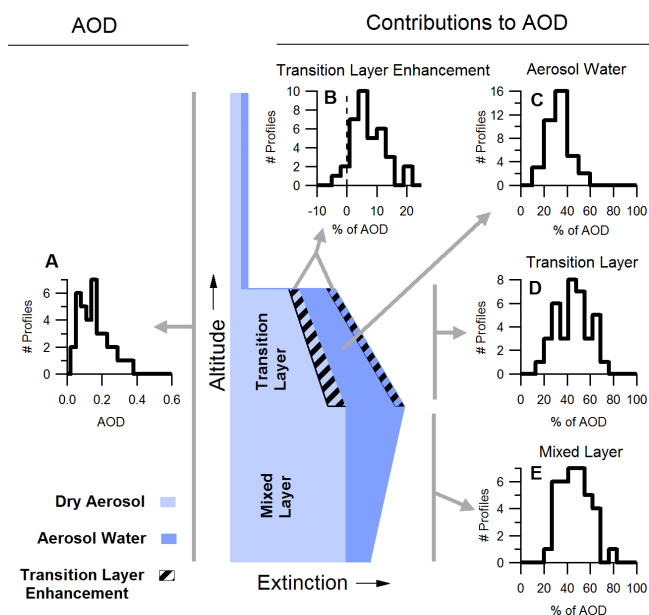 AOD
Contributions to AOD
Transition Layer Enhancement
B
# Profiles
10
8
6
4
2
0
-10 0 10 20
% of AOD
Aerosol Water
C
# Profiles
16
12
8
4
0
0 20 40 60 80 100
% of AOD
A
# Profiles
6
4
2
0
0.0 0.2 0.4 0.6
AOD
Altitude
Transition
Layer
Mixed
Layer
Extinction
Transition Layer
D
# Profiles
8
6
4
2
0
0 20 40 60 80 100
% of AOD
Mixed Layer
E
# Profiles
6
4
2
0
0 20 40 60 80 100
% of AOD
Dry Aerosol
Aerosol Water
Transition Layer
Enhancement